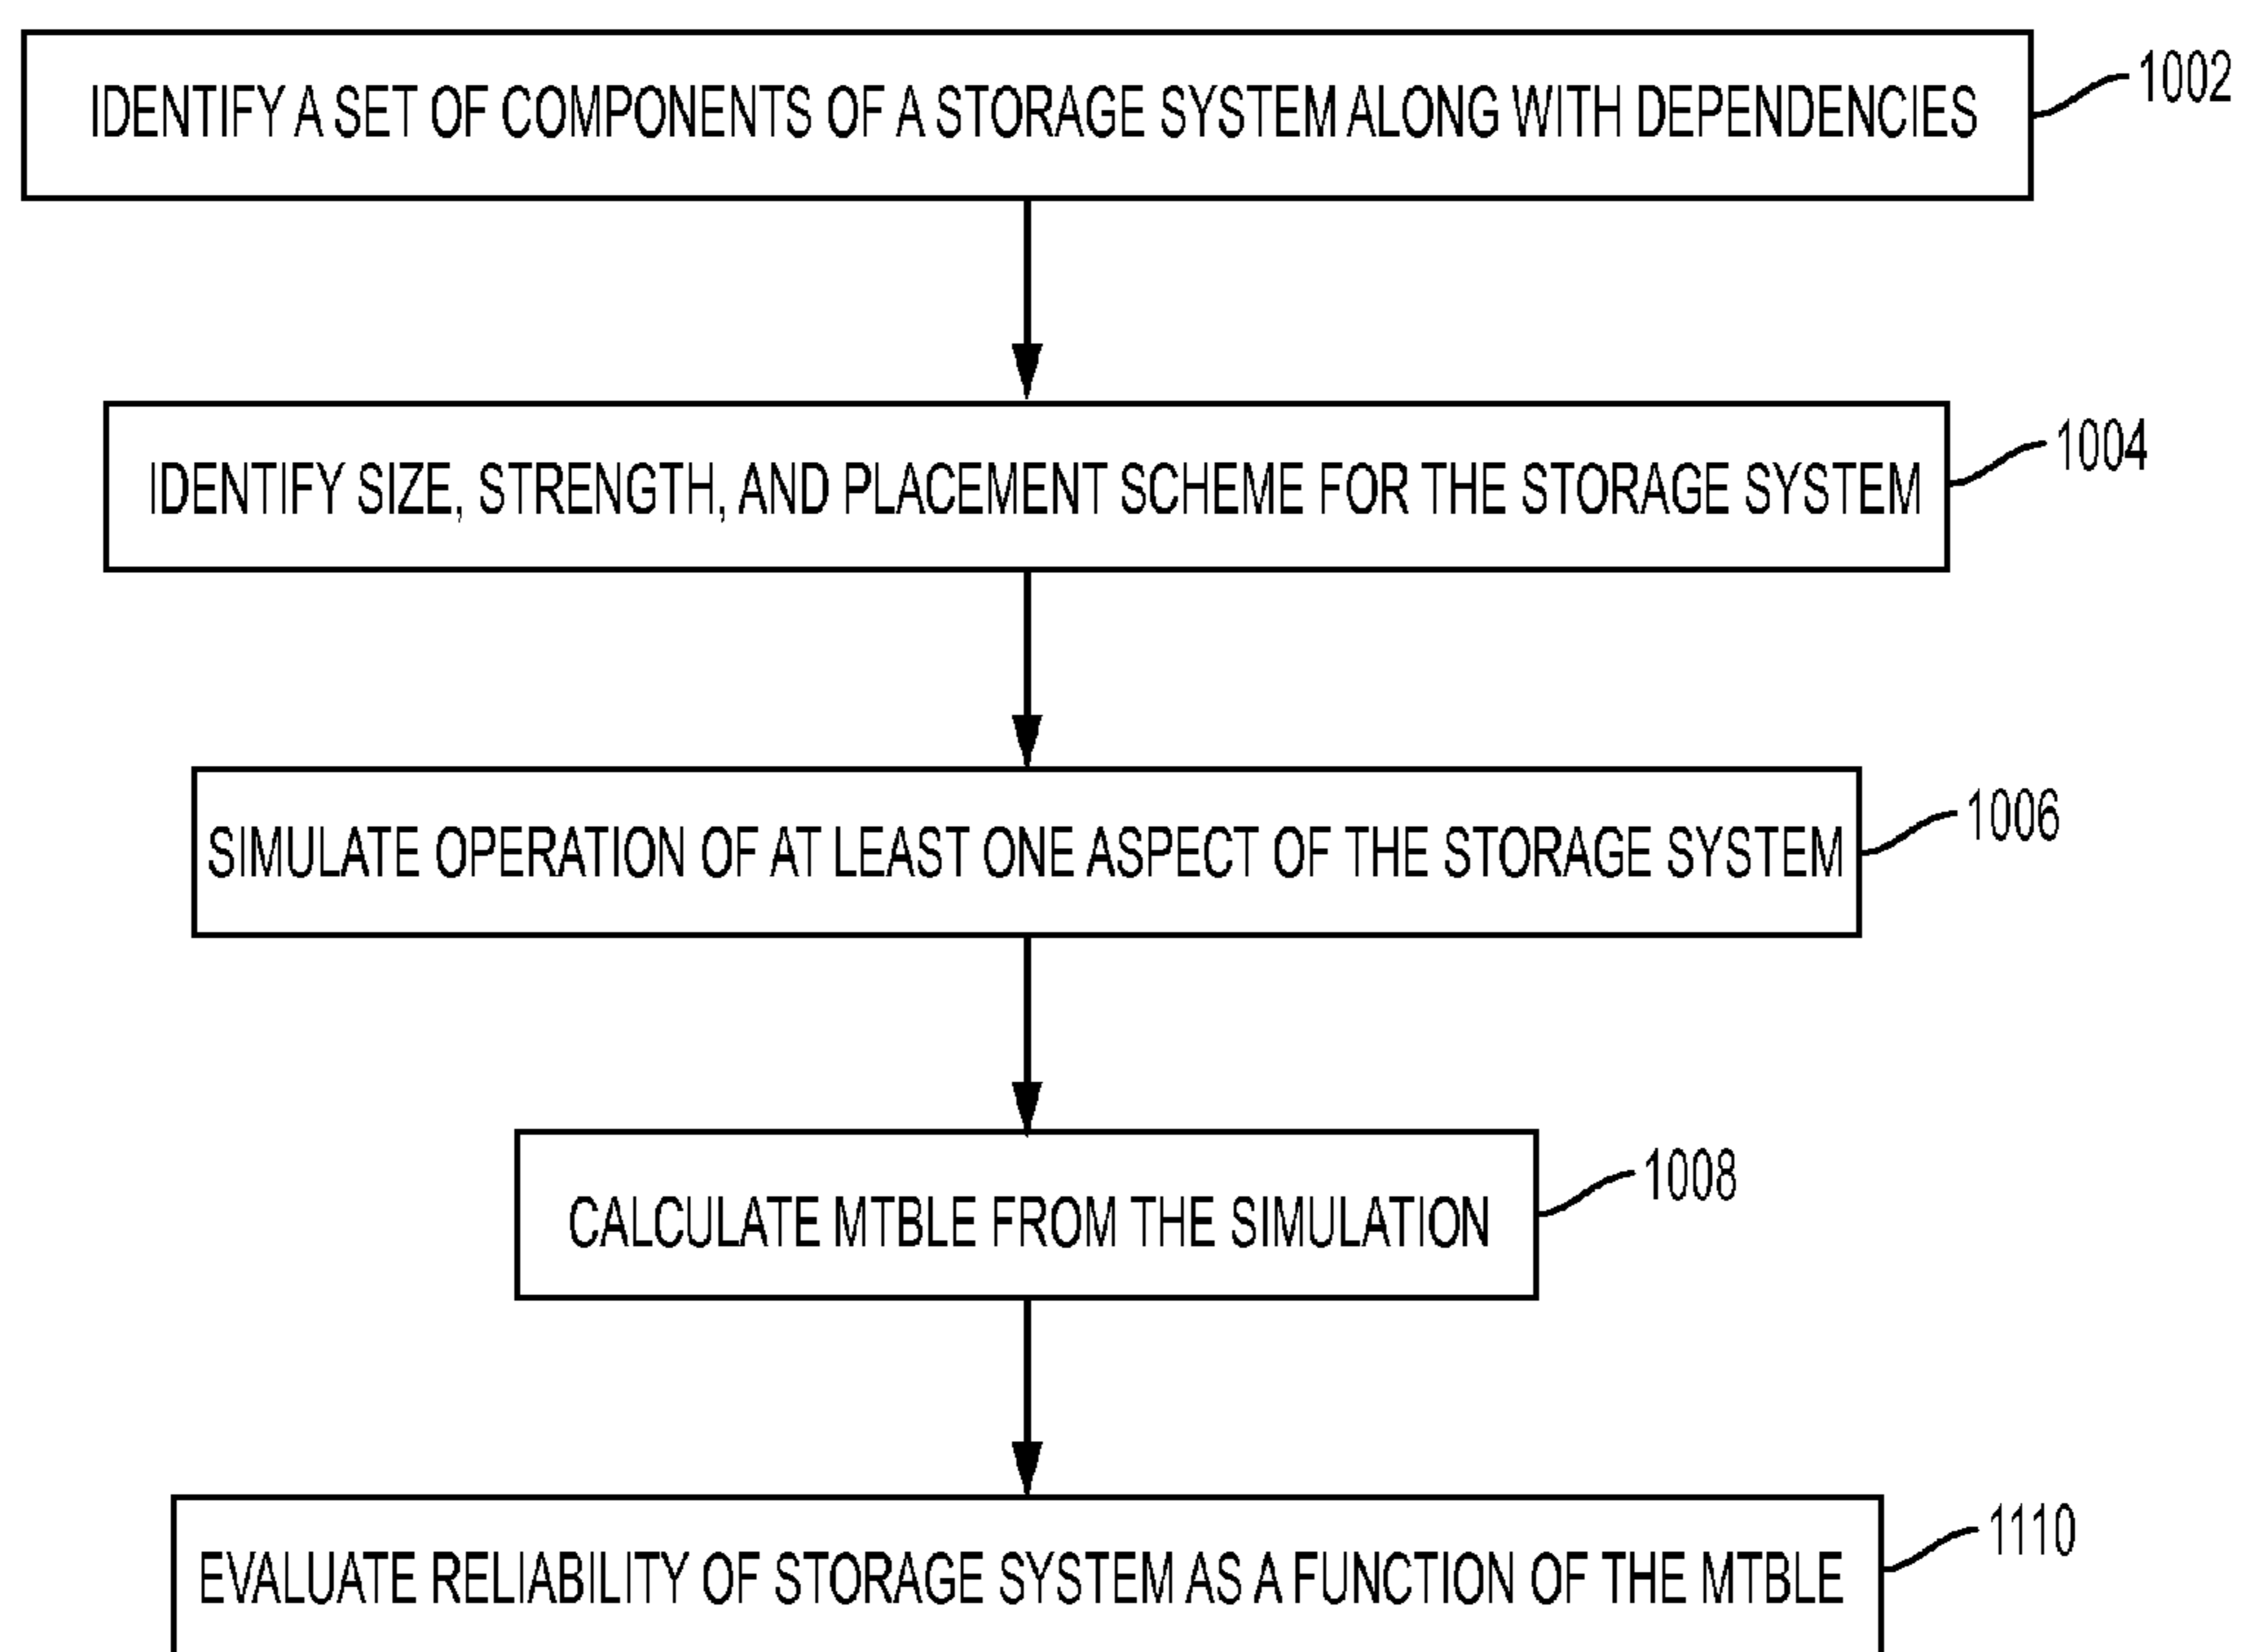 IDENTIFY A SET OF COMPONENTS OF A STORAGE SYSTEM ALONG WITH DEPENDENCIES
1002
IDENTIFY SIZE, STRENGTH, AND PLACEMENT SCHEME FOR THE STORAGE SYSTEM
1004
SIMULATE OPERATION OF AT LEAST ONE ASPECT OF THE STORAGE SYSTEM
1006
CALCULATE MTBLE FROM THE SIMULATION
1008
EVALUATE RELIABILITY OF STORAGE SYSTEM AS A FUNCTION OF THE MTBLE
1110